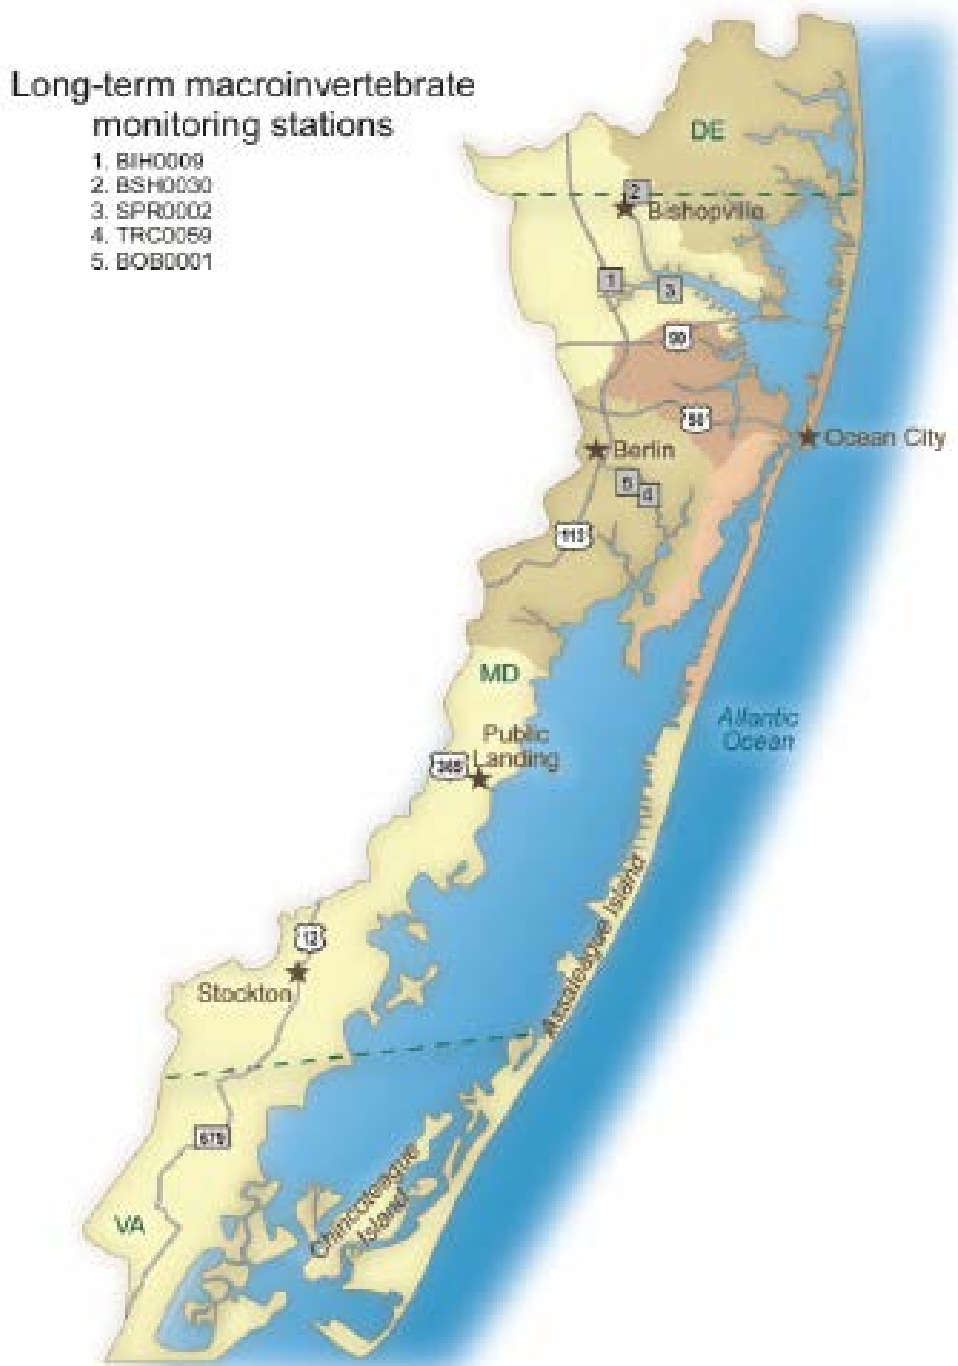 Long-term macroinvertebrate
monitoring stations
1. BIH0009
2. BSH0030
3. SPR0002
4. TRC0059
5. BOB0001
DE
2
Bishopville
1
3
90
50
Ocean City
Berlin
5
4
113
MD
Public
Landing
365
Atlantic
Ocean
Assateague Island
12
Stockton
679
VA
Chincoteague
Island